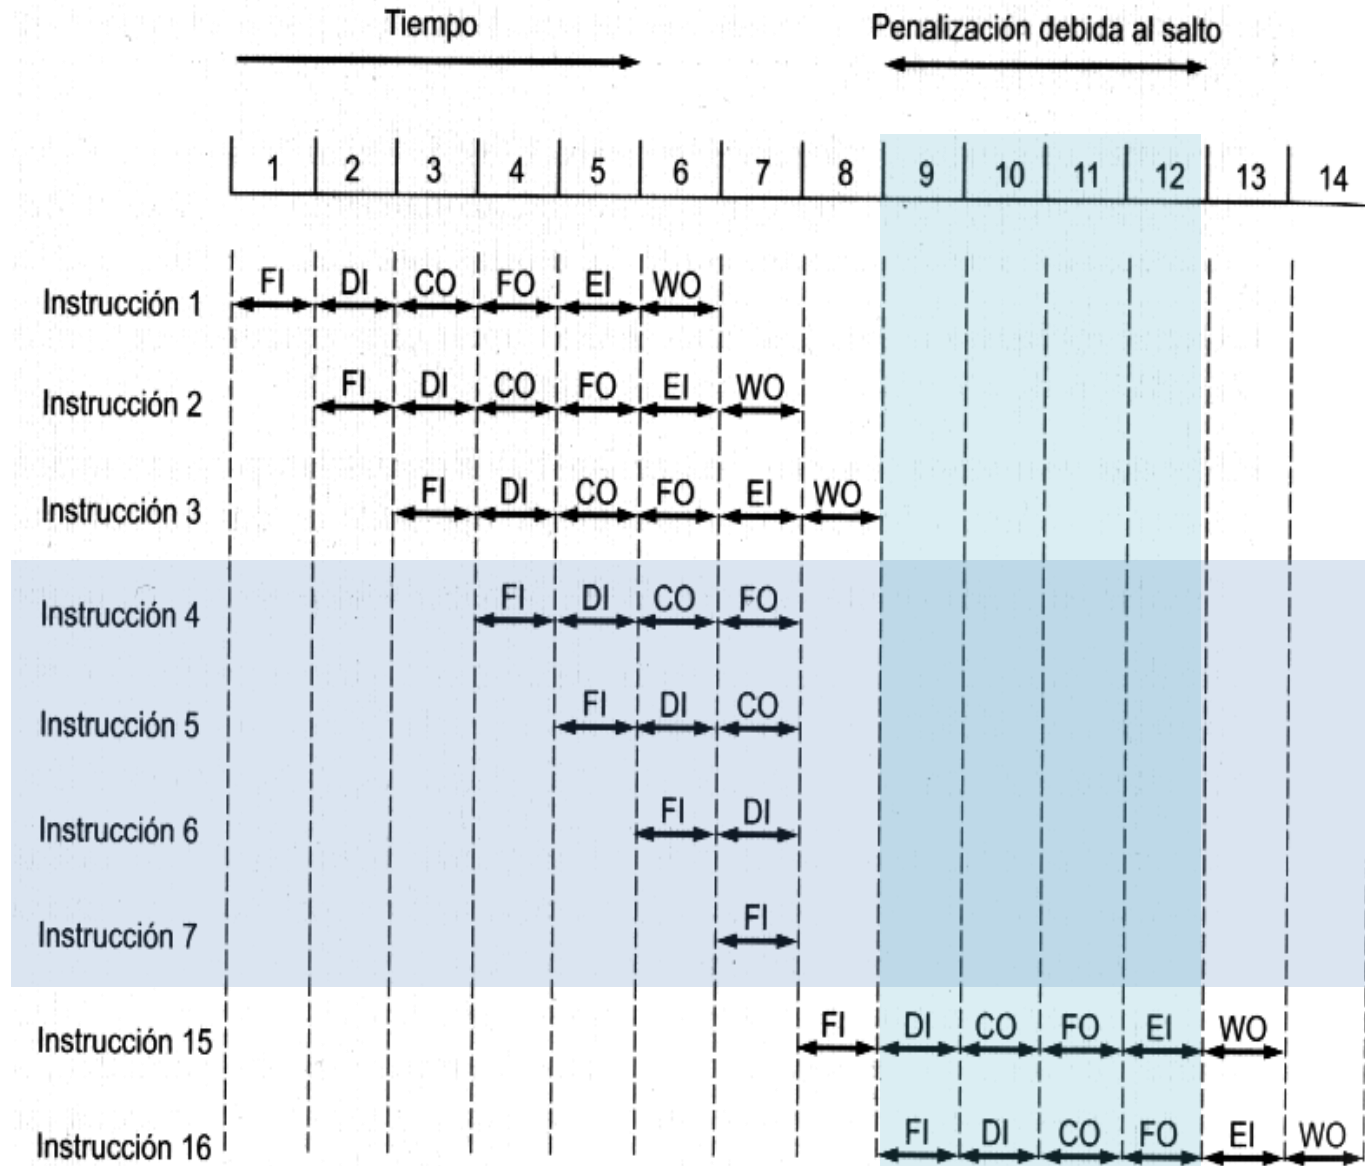 Tiempo
Penalización debida al salto
1 2 3 4 5 6 7 8 9 10 11 12 13 14
Instrucción 1 FI DI CO FO EI WO
Instrucción 2 FI DI CO FO EI WO
Instrucción 3 FI DI CO FO EI WO
Instrucción 4 FI DI CO FO
Instrucción 5 FI DI CO
Instrucción 6 FI DI
Instrucción 7 FI
Instrucción 15 FI DI CO FO EI WO
Instrucción 16 FI DI CO FO EI WO